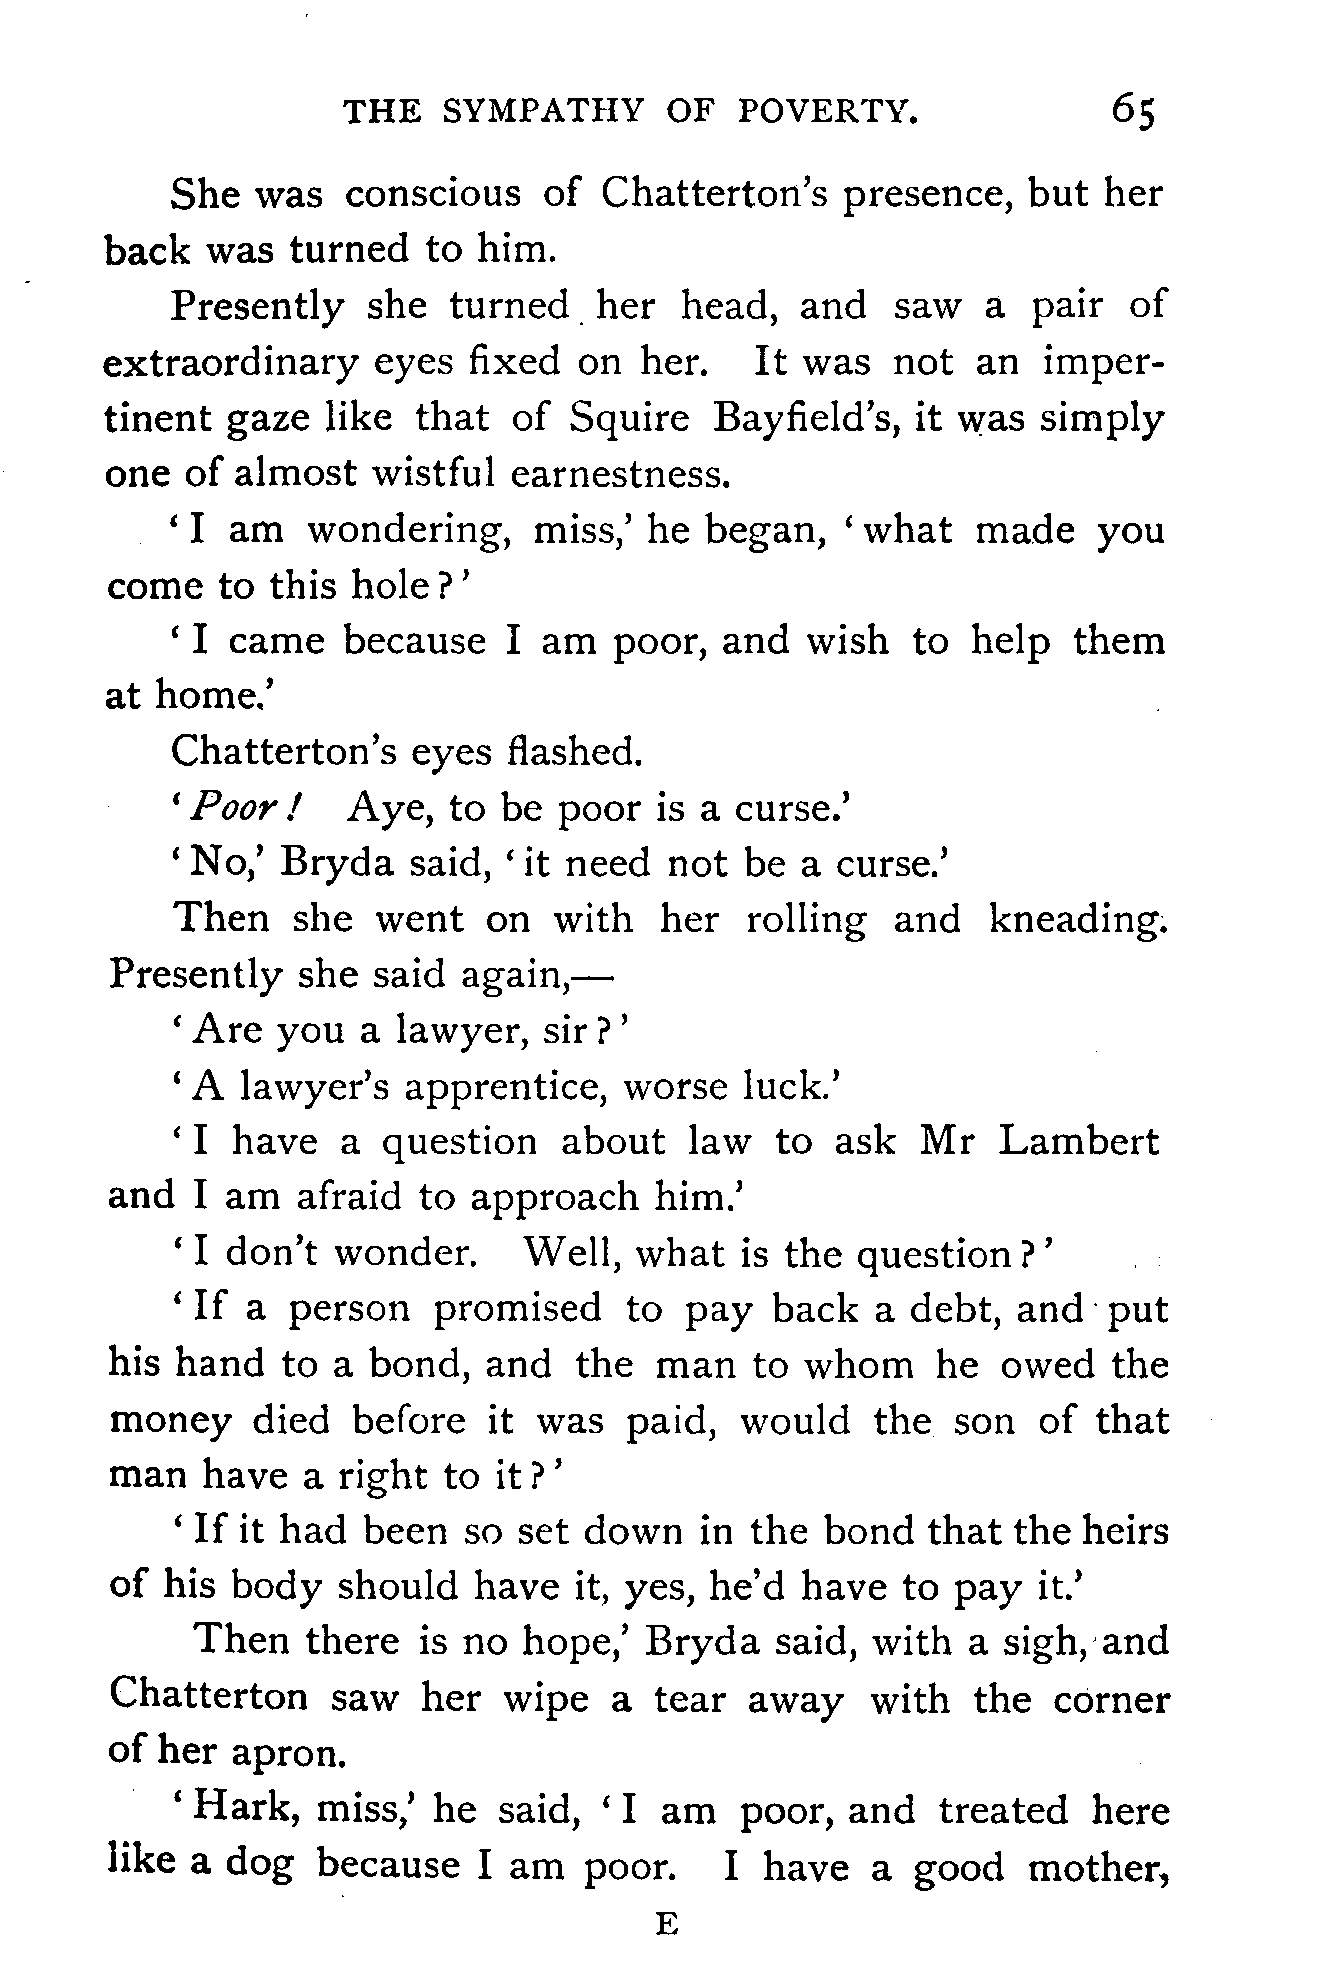 THE SYMPATHY OF POVERTY. 65
She was conscious of Chatterton's presence, but her
back was turned to him.
Presently she turned her head, and saw a pair of
extraordinary eyes fixed on her. It was not an imper-
tinent gaze like that of Squire Bayfield's, it was simply
one of almost wistful earnestness.
‘I am wondering, miss,’ he began, ‘what made you
come to this hole?’
‘I came because I am poor, and wish to help them
at home.’
Chatterton's eyes flashed.
‘Poor! Aye, to be poor is a curse.’
‘No,’ Bryda said, ‘it need not be a curse.’
Then she went on with her rolling and kneading.
Presently she said again,—
‘Are you a lawyer, sir?’
‘A lawyer's apprentice, worse luck.’
‘I have a question about law to ask Mr Lambert
and I am afraid to approach him.’
‘I don't wonder. Well, what is the question?’
‘If a person promised to pay back a debt, and put
his hand to a bond, and the man to whom he owed the
money died before it was paid, would the son of that
man have a right to it?’
‘If it had been so set down in the bond that the heirs
of his body should have it, yes, he'd have to pay it.’
Then there is no hope,’ Bryda said, with a sigh, and
Chatterton saw her wipe a tear away with the corner
of her apron.
‘Hark, miss,’ he said, ‘I am poor, and treated here
like a dog because I am poor. I have a good mother,
E